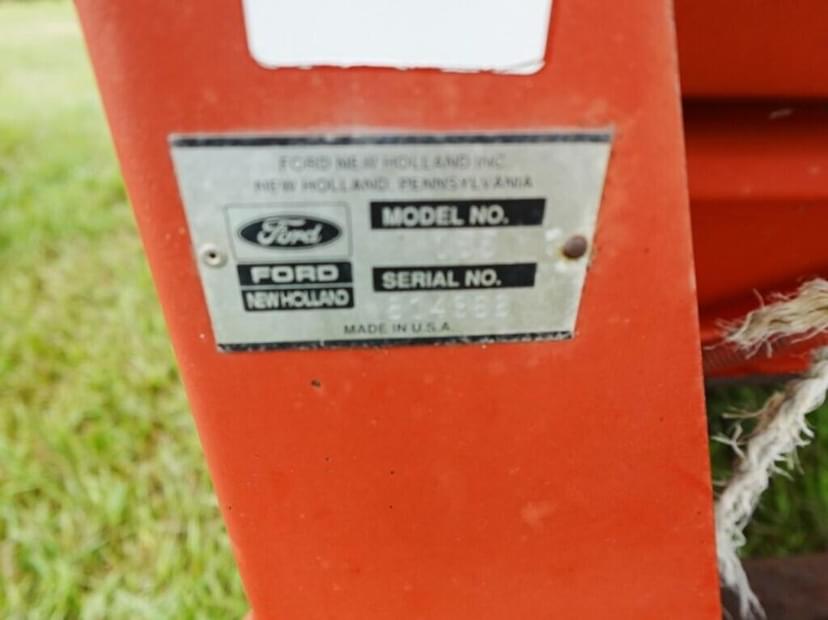 FORD NEW HOLLAND INC.
NEW HOLLAND, PENNSYLVANIA
Ford
MODEL NO.
FORD
SERIAL NO.
NEW HOLLAND
MADE IN U.S.A.